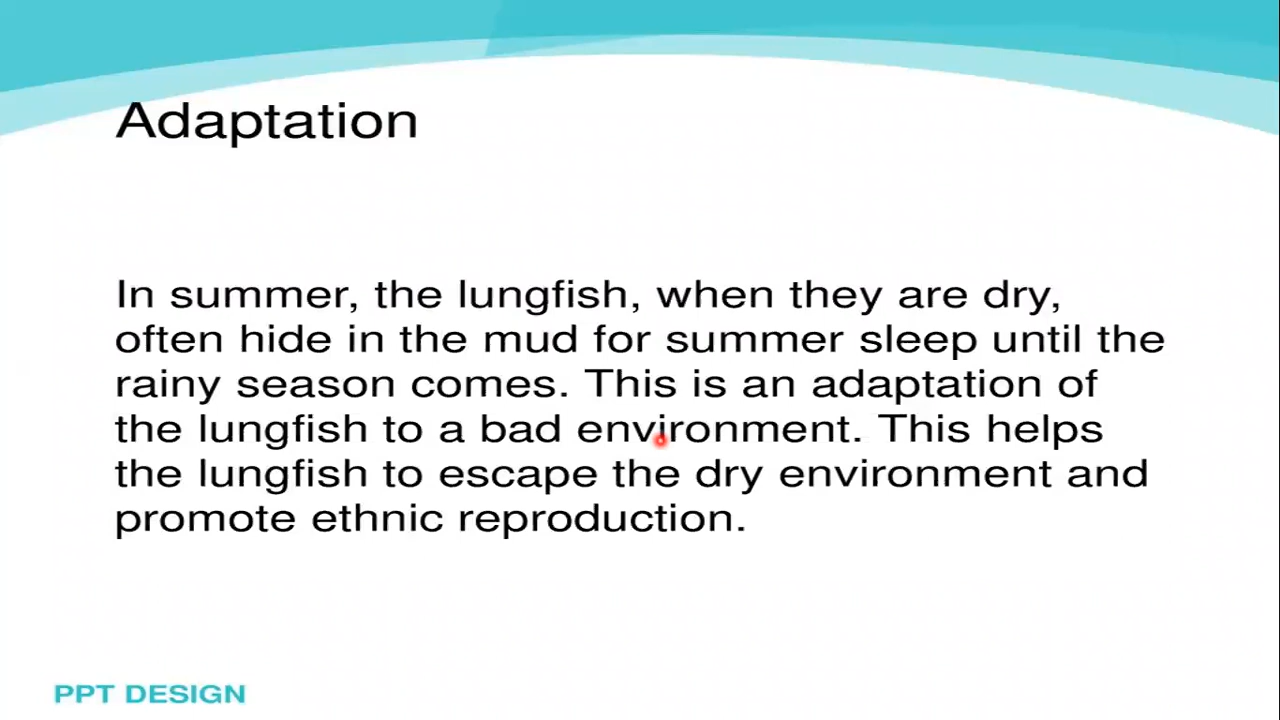 Adaptation
In summer, the lungfish, when they are dry,
often hide in the mud for summer sleep until the
rainy season comes. This is an adaptation of
the lungfish to a bad environment. This helps
the lungfish to escape the dry environment and
promote ethnic reproduction.
PPT DESIGN